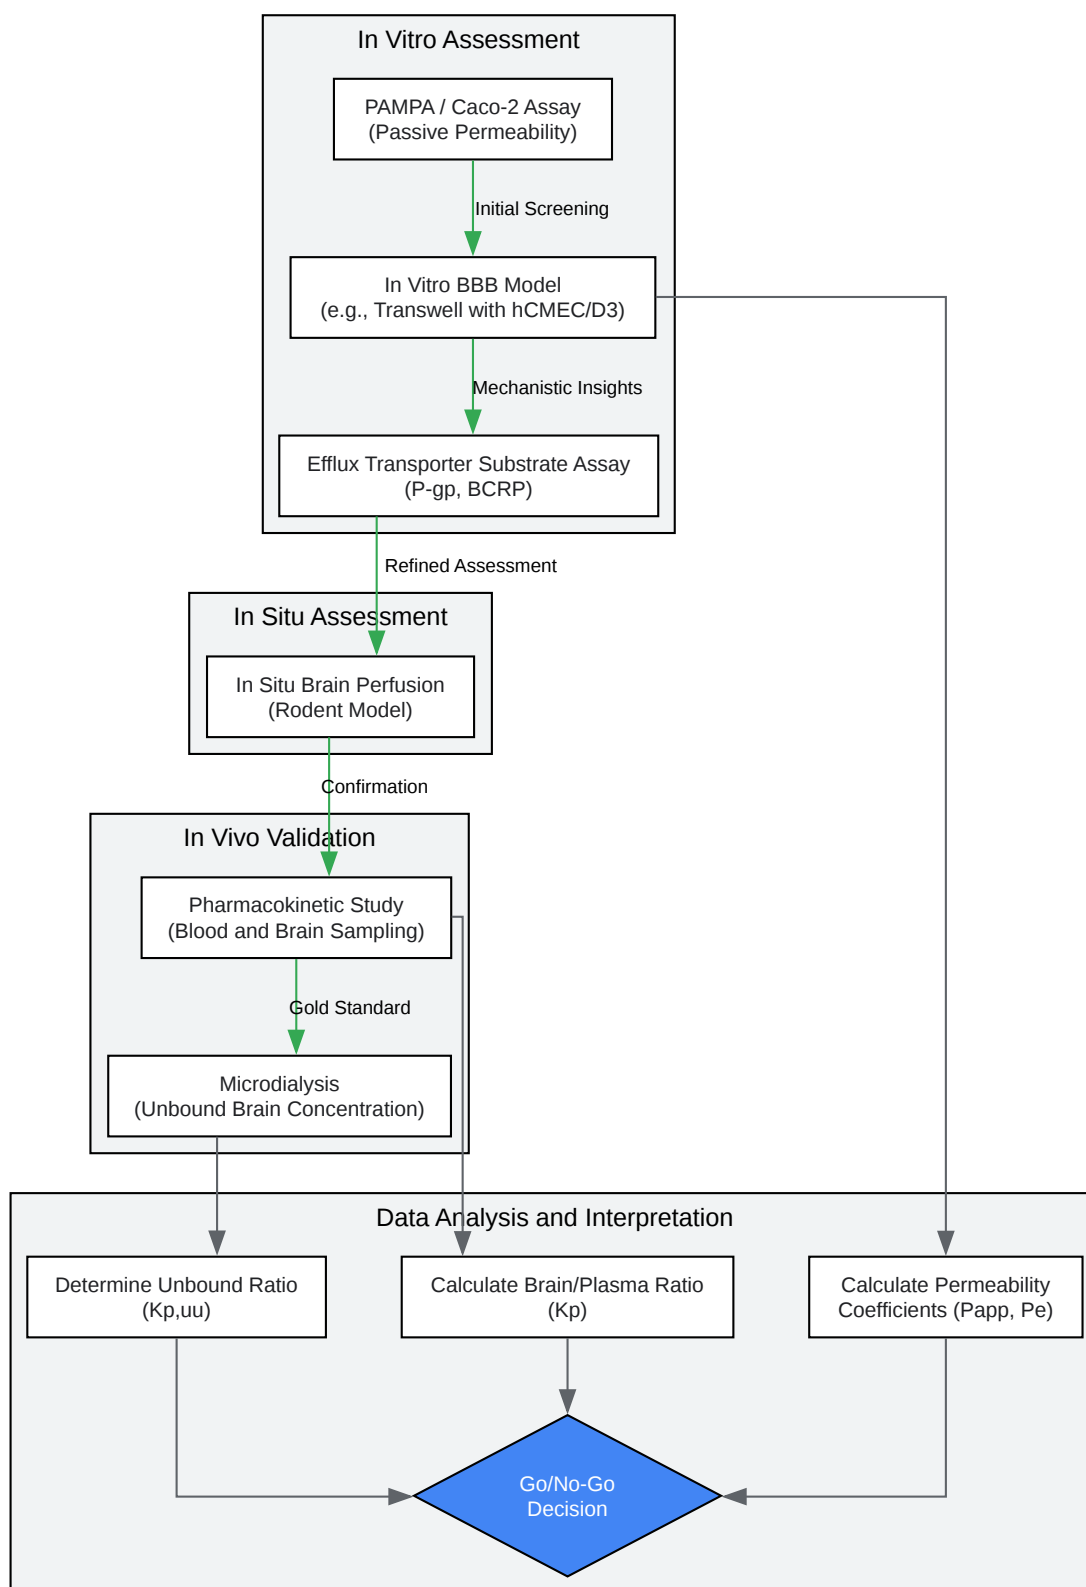 In Vitro Assessment
PAMPA / Caco-2 Assay
(Passive Permeability)
Initial Screening
In Vitro BBB Model
(e.g., Transwell with hCMEC/D3)
Mechanistic Insights
Efflux Transporter Substrate Assay
(P-gp, BCRP)
Refined Assessment
In Situ Assessment
In Situ Brain Perfusion
(Rodent Model)
Confirmation
In Vivo Validation
Pharmacokinetic Study
(Blood and Brain Sampling)
Gold Standard
Microdialysis
(Unbound Brain Concentration)
Data Analysis and Interpretation
Determine Unbound Ratio
(Kp,uu)
Calculate Brain/Plasma Ratio
(Kp)
Calculate Permeability
Coefficients (Papp, Pe)
Go/No-Go
Decision